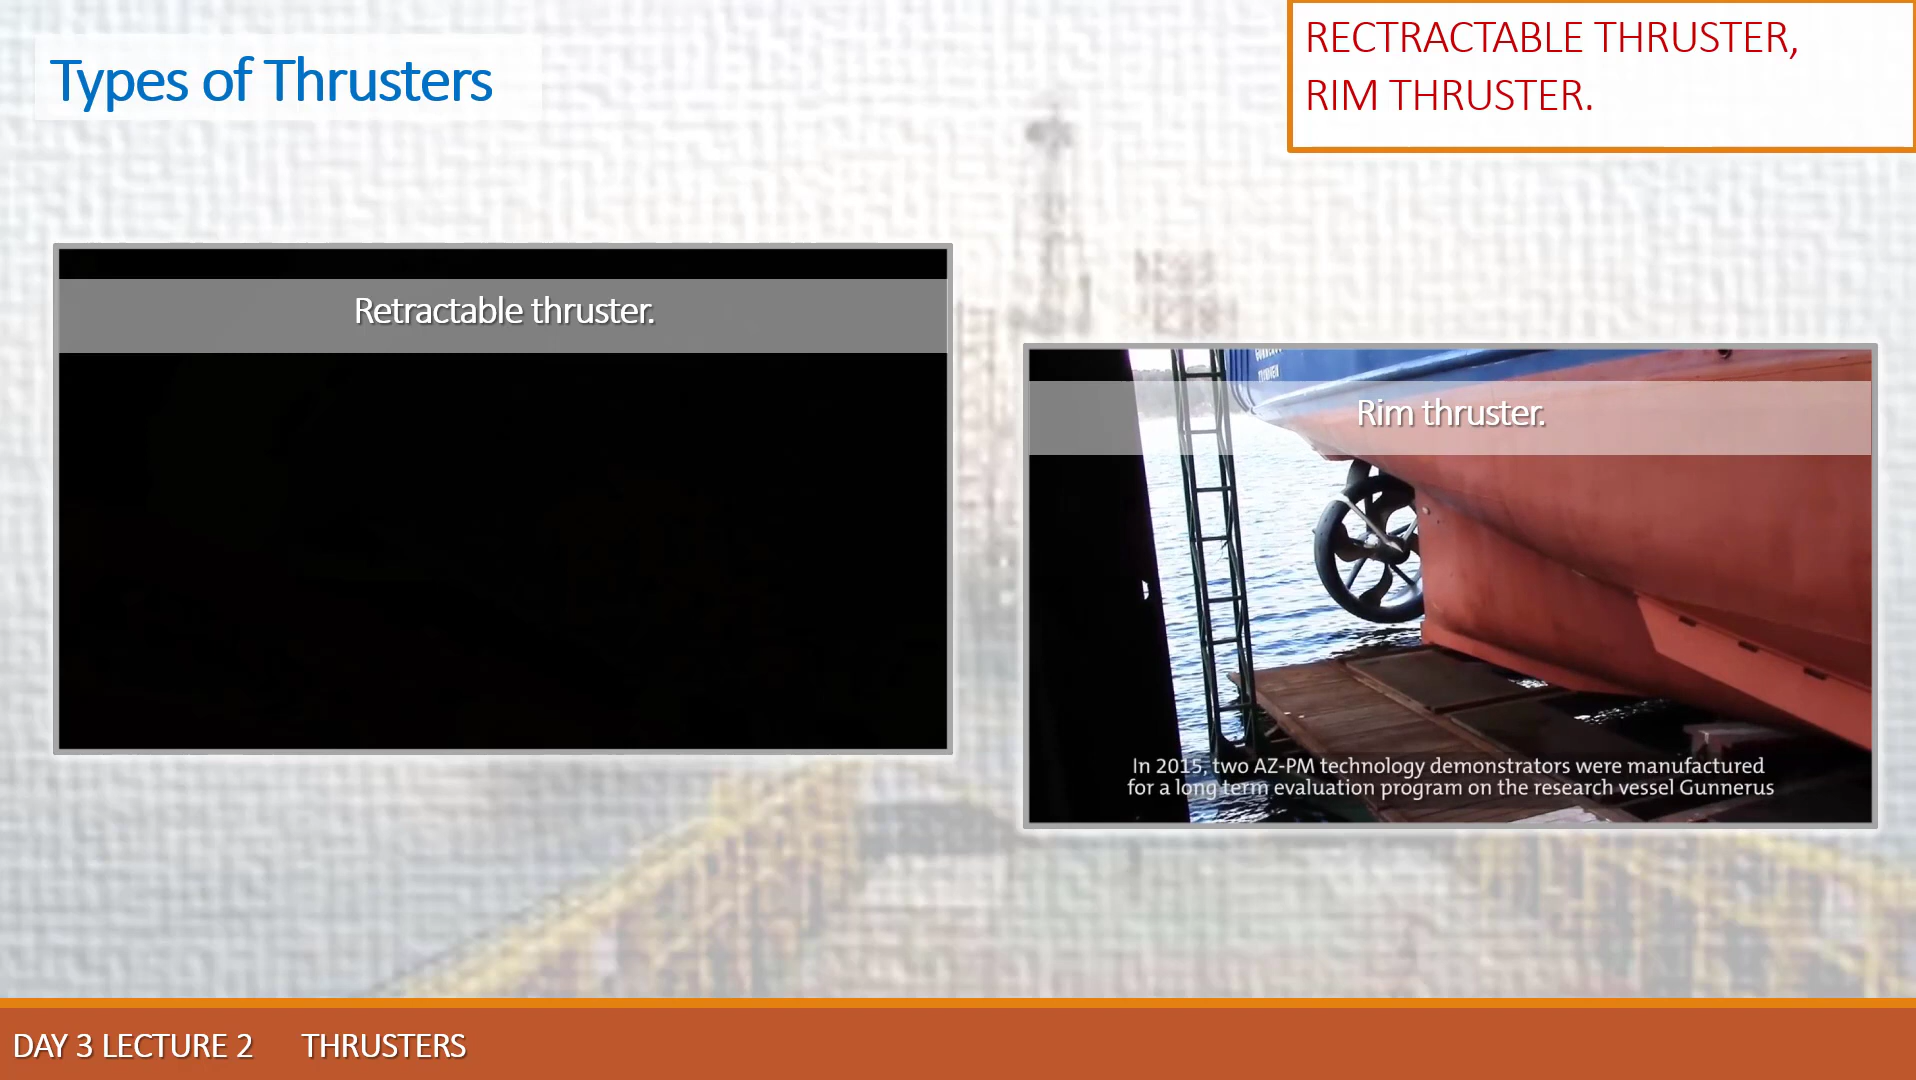 Types of Thrusters
RECTRACTABLE THRUSTER,
RIM THRUSTER.
Retractable thruster.
Rim thruster.
In 2015, two AZ-PM technology demonstrators were manufactured
for a long term evaluation program on the research vessel Gunnerus
DAY 3 LECTURE 2 THRUSTERS